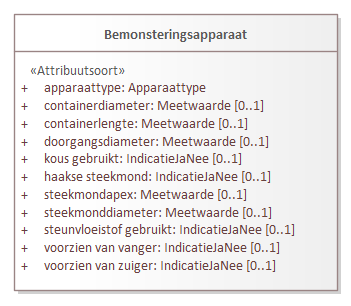 Bemonsteringsapparaat
«Attribuutsoort»
+ apparaattype: Apparaattype
+ containerdiameter: Meetwaarde [0..1]
+ containerlengte: Meetwaarde [0..1]
+ doorgangsdiameter: Meetwaarde [0..1]
+ kous gebruikt: IndicatieJaNee [0..1]
+ haakse steekmond: IndicatieJaNee [0..1]
+ steekmondapex: Meetwaarde [0..1]
+ steekmonddiameter: Meetwaarde [0..1]
+ steunvloeistof gebruikt: IndicatieJaNee [0..1]
+ voorzien van vanger: IndicatieJaNee [0..1]
+ voorzien van zuiger: IndicatieJaNee [0..1]